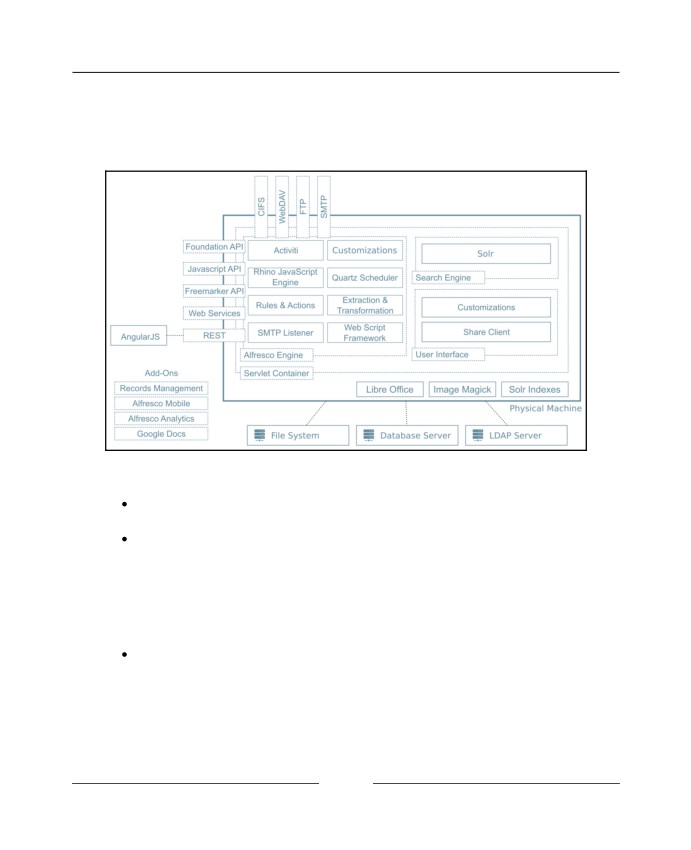 CIFS
WebDAV
FTP
SMTP
Foundation API
Javascript API
Freemarker API
Web Services
REST
AngularJS
Activiti
Customizations
Rhino JavaScript
Engine
Quartz Scheduler
Rules & Actions
Extraction &
Transformation
SMTP Listener
Web Script
Framework
Alfresco Engine
Servlet Container
Solr
Search Engine
Customizations
Share Client
User Interface
Add-Ons
Records Management
Alfresco Mobile
Alfresco Analytics
Google Docs
Libre Office
Image Magick
Solr Indexes
Physical Machine
File System
Database Server
LDAP Server